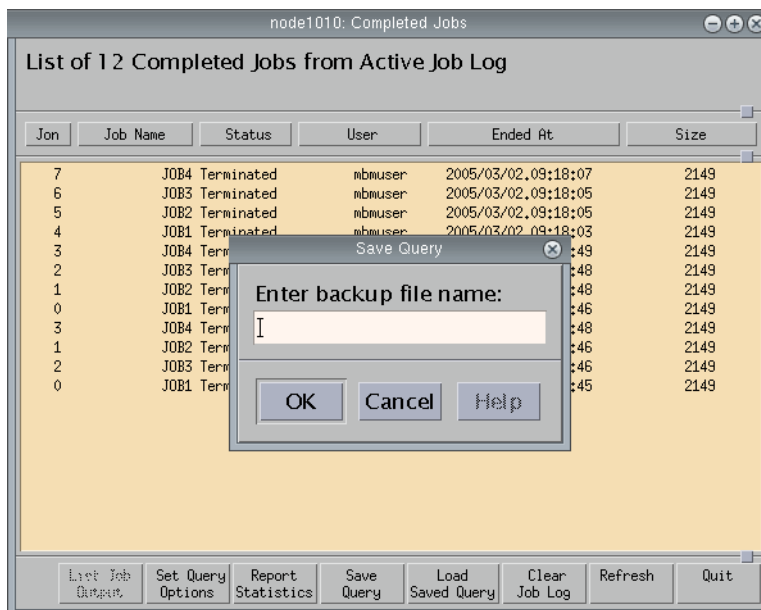 node1010: Completed Jobs
List of 12 Completed Jobs from Active Job Log
Jon Job Name Status User Ended At Size
7 JOB4 Terminated mbmuser 2005/03/02.09:18:07 2149
6 JOB3 Terminated mbmuser 2005/03/02.09:18:05 2149
5 JOB2 Terminated mbmuser 2005/03/02.09:18:05 2149
4 JOB1 Terminated mbmuser 2005/03/02.09:18:03 2149
3 JOB4 Term :49 2149
2 JOB3 Term :48 2149
1 JOB2 Term :48 2149
0 JOB1 Term :46 2149
3 JOB4 Term :48 2149
1 JOB2 Term :46 2149
2 JOB3 Term :46 2149
0 JOB1 Term :45 2149
Save Query
Enter backup file name:
OK Cancel Help
List Job Output
Set Query Options
Report Statistics
Save Query
Load Saved Query
Clear Job Log
Refresh
Quit